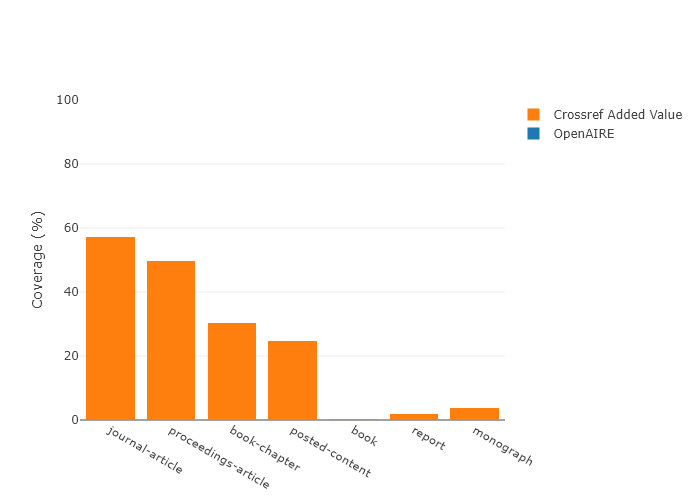 100
80
60
40
20
0
Coverage (%)
journal-article
proceedings-article
book-chapter
posted-content
book
report
monograph
Crossref Added Value
OpenAIRE